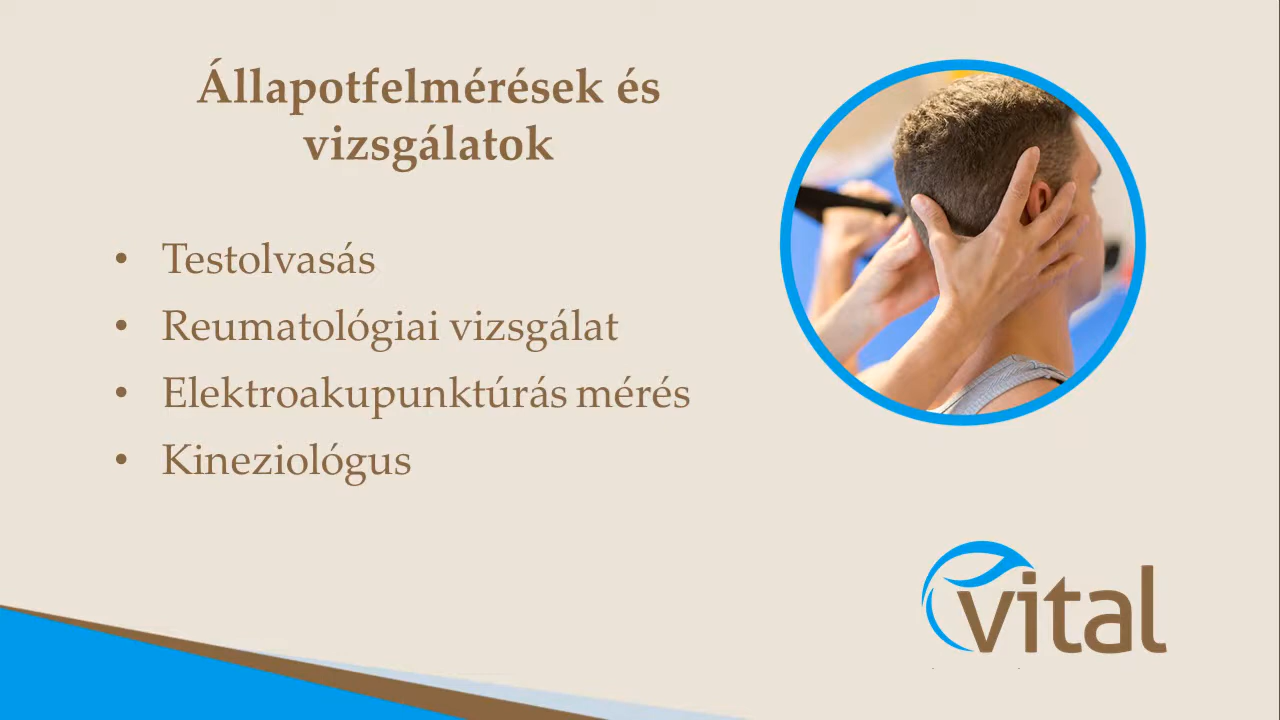 Állapotfelmérések és
vizsgálatok
• Testolvasás
• Reumatológiai vizsgálat
• Elektroakupunktúrás mérés
• Kineziológus
vital